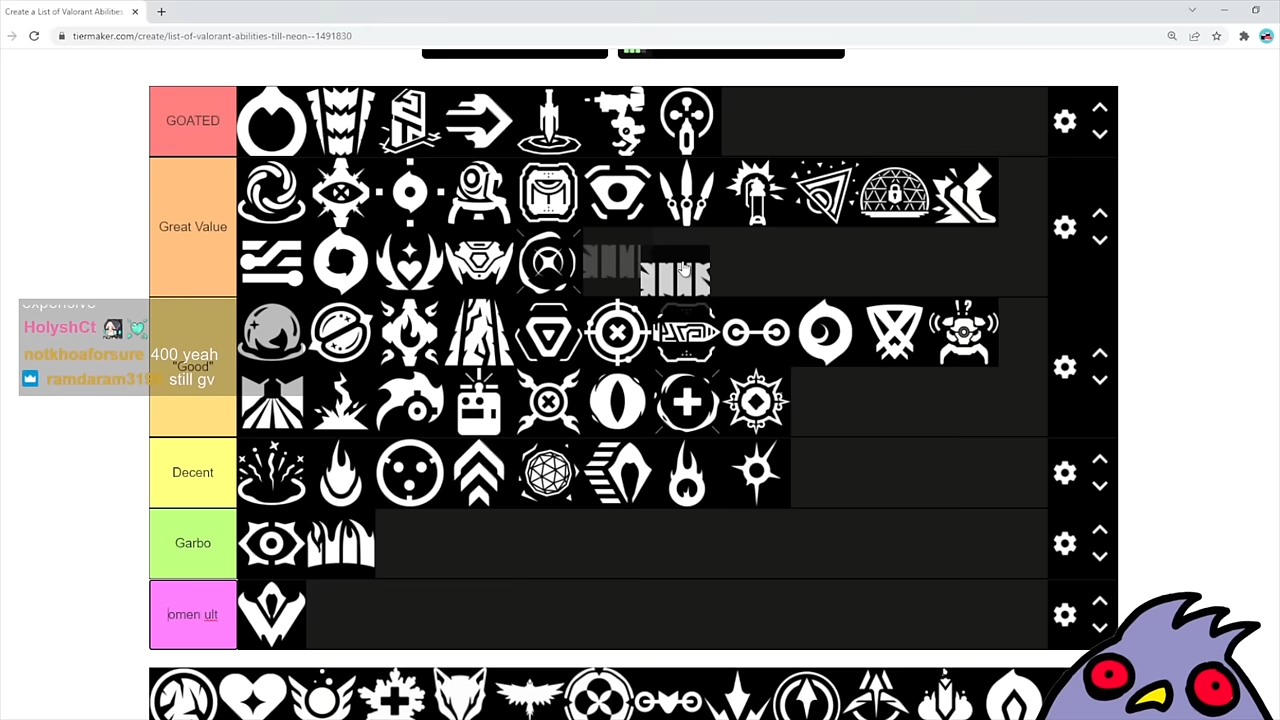 Create a List of Valorant Abilities
tiermaker.com/create/list-of-valorant-abilities-till-neon--1491830
GOATED
Great Value
expensive
HolyshCt
notkhoaforsure 400 yeah
"Good"
still gv
Decent
Garbo
omen ult